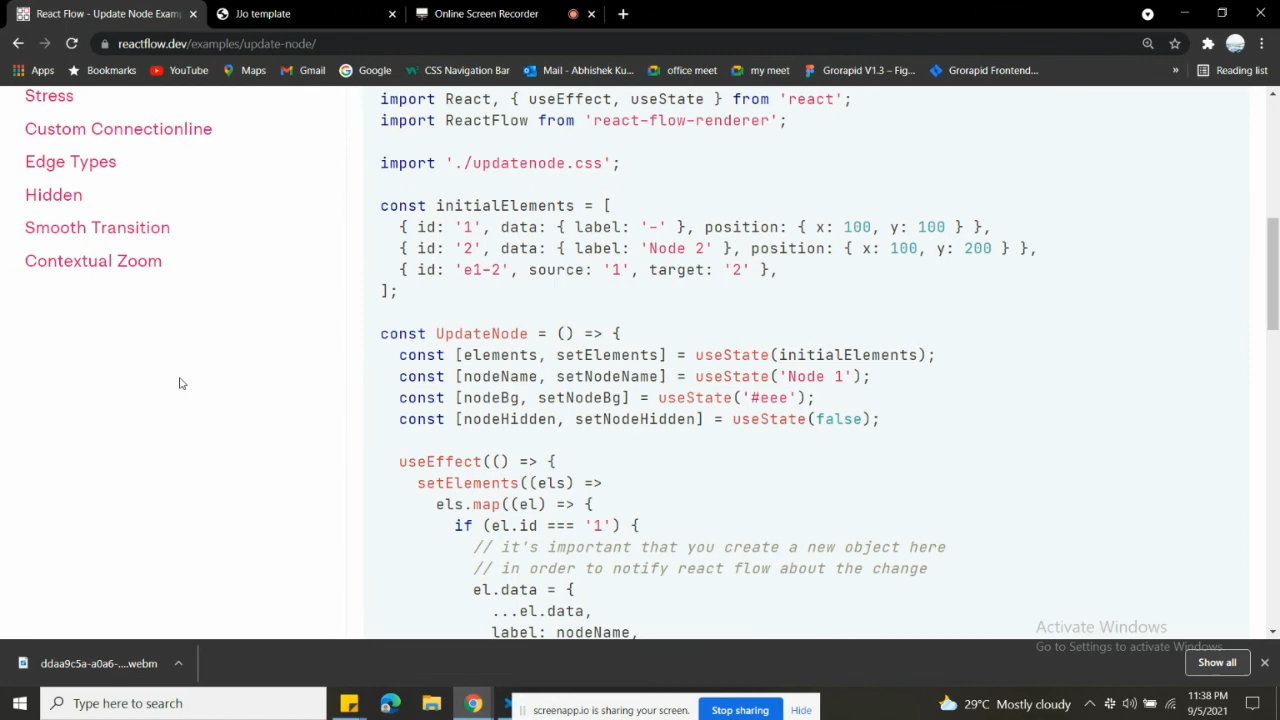 React Flow - Update Node Examp
JJo template
Online Screen Recorder
reactflow.dev/examples/update-node/
Apps
Bookmarks
YouTube
Maps
Gmail
Google
CSS Navigation Bar
Mail - Abhishek Ku...
office meet
my meet
Grorapid V1.3 – Fig...
Grorapid Frontend...
»
Reading list
Stress
Custom Connectionline
Edge Types
Hidden
Smooth Transition
Contextual Zoom
import React, { useEffect, useState } from 'react';
import ReactFlow from 'react-flow-renderer';
import './updatenode.css';
const initialElements = [
{ id: '1', data: { label: '-' }, position: { x: 100, y: 100 } },
{ id: '2', data: { label: 'Node 2' }, position: { x: 100, y: 200 } },
{ id: 'e1-2', source: '1', target: '2' },
];
const UpdateNode = () => {
const [elements, setElements] = useState(initialElements);
const [nodeName, setNodeName] = useState('Node 1');
const [nodeBg, setNodeBg] = useState('#eee');
const [nodeHidden, setNodeHidden] = useState(false);
useEffect(() => {
setElements((els) =>
els.map((el) => {
if (el.id === '1') {
// it's important that you create a new object here
// in order to notify react flow about the change
el.data = {
...el.data,
label: nodeName,
Activate Windows
Go to Settings to activate Windows.
ddaa9c5a-a0a6-....webm
Show all
Type here to search
screenapp.io is sharing your screen.
Stop sharing
Hide
29°C Mostly cloudy
11:38 PM
9/5/2021